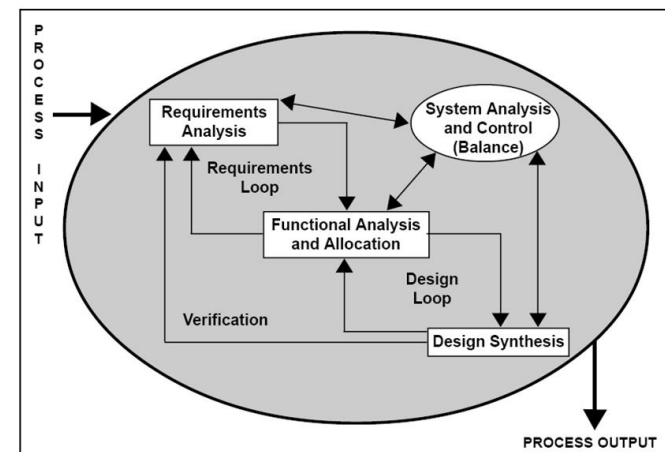 PROCESS INPUT
Requirements
Analysis
System Analysis
and Control
(Balance)
Requirements
Loop
Functional Analysis
and Allocation
Design
Loop
Verification
Design Synthesis
PROCESS OUTPUT